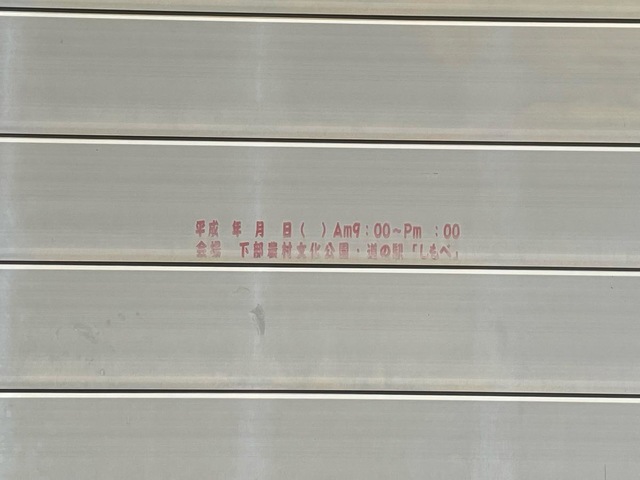 平成 年 月 日( ) Am9:00~Pm :00
会場 下部農村文化公園・道の駅「しもべ」